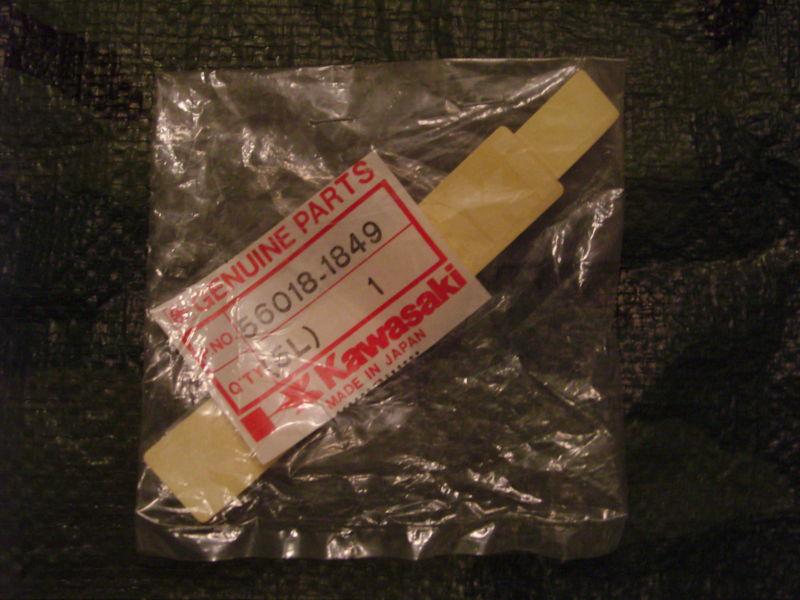 GENUINE PARTS
NO. 56018-1849
Q'TY 1
Kawasaki
MADE IN JAPAN